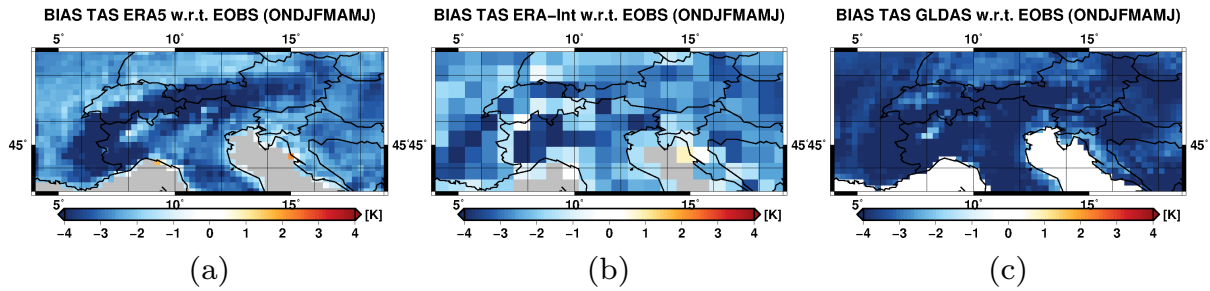 BIAS TAS ERA5 w.r.t. EOBS (ONDJFMAMJ)
5˚ 10˚ 15˚
45˚
5˚ 10˚ 15˚
[K]
−4 −3 −2 −1 0 1 2 3 4
(a)
BIAS TAS ERA−Int w.r.t. EOBS (ONDJFMAMJ)
5˚ 10˚ 15˚
45˚ 45˚
5˚ 10˚ 15˚
[K]
−4 −3 −2 −1 0 1 2 3 4
(b)
BIAS TAS GLDAS w.r.t. EOBS (ONDJFMAMJ)
5˚ 10˚ 15˚
45˚ 45˚
5˚ 10˚ 15˚
[K]
−4 −3 −2 −1 0 1 2 3 4
(c)